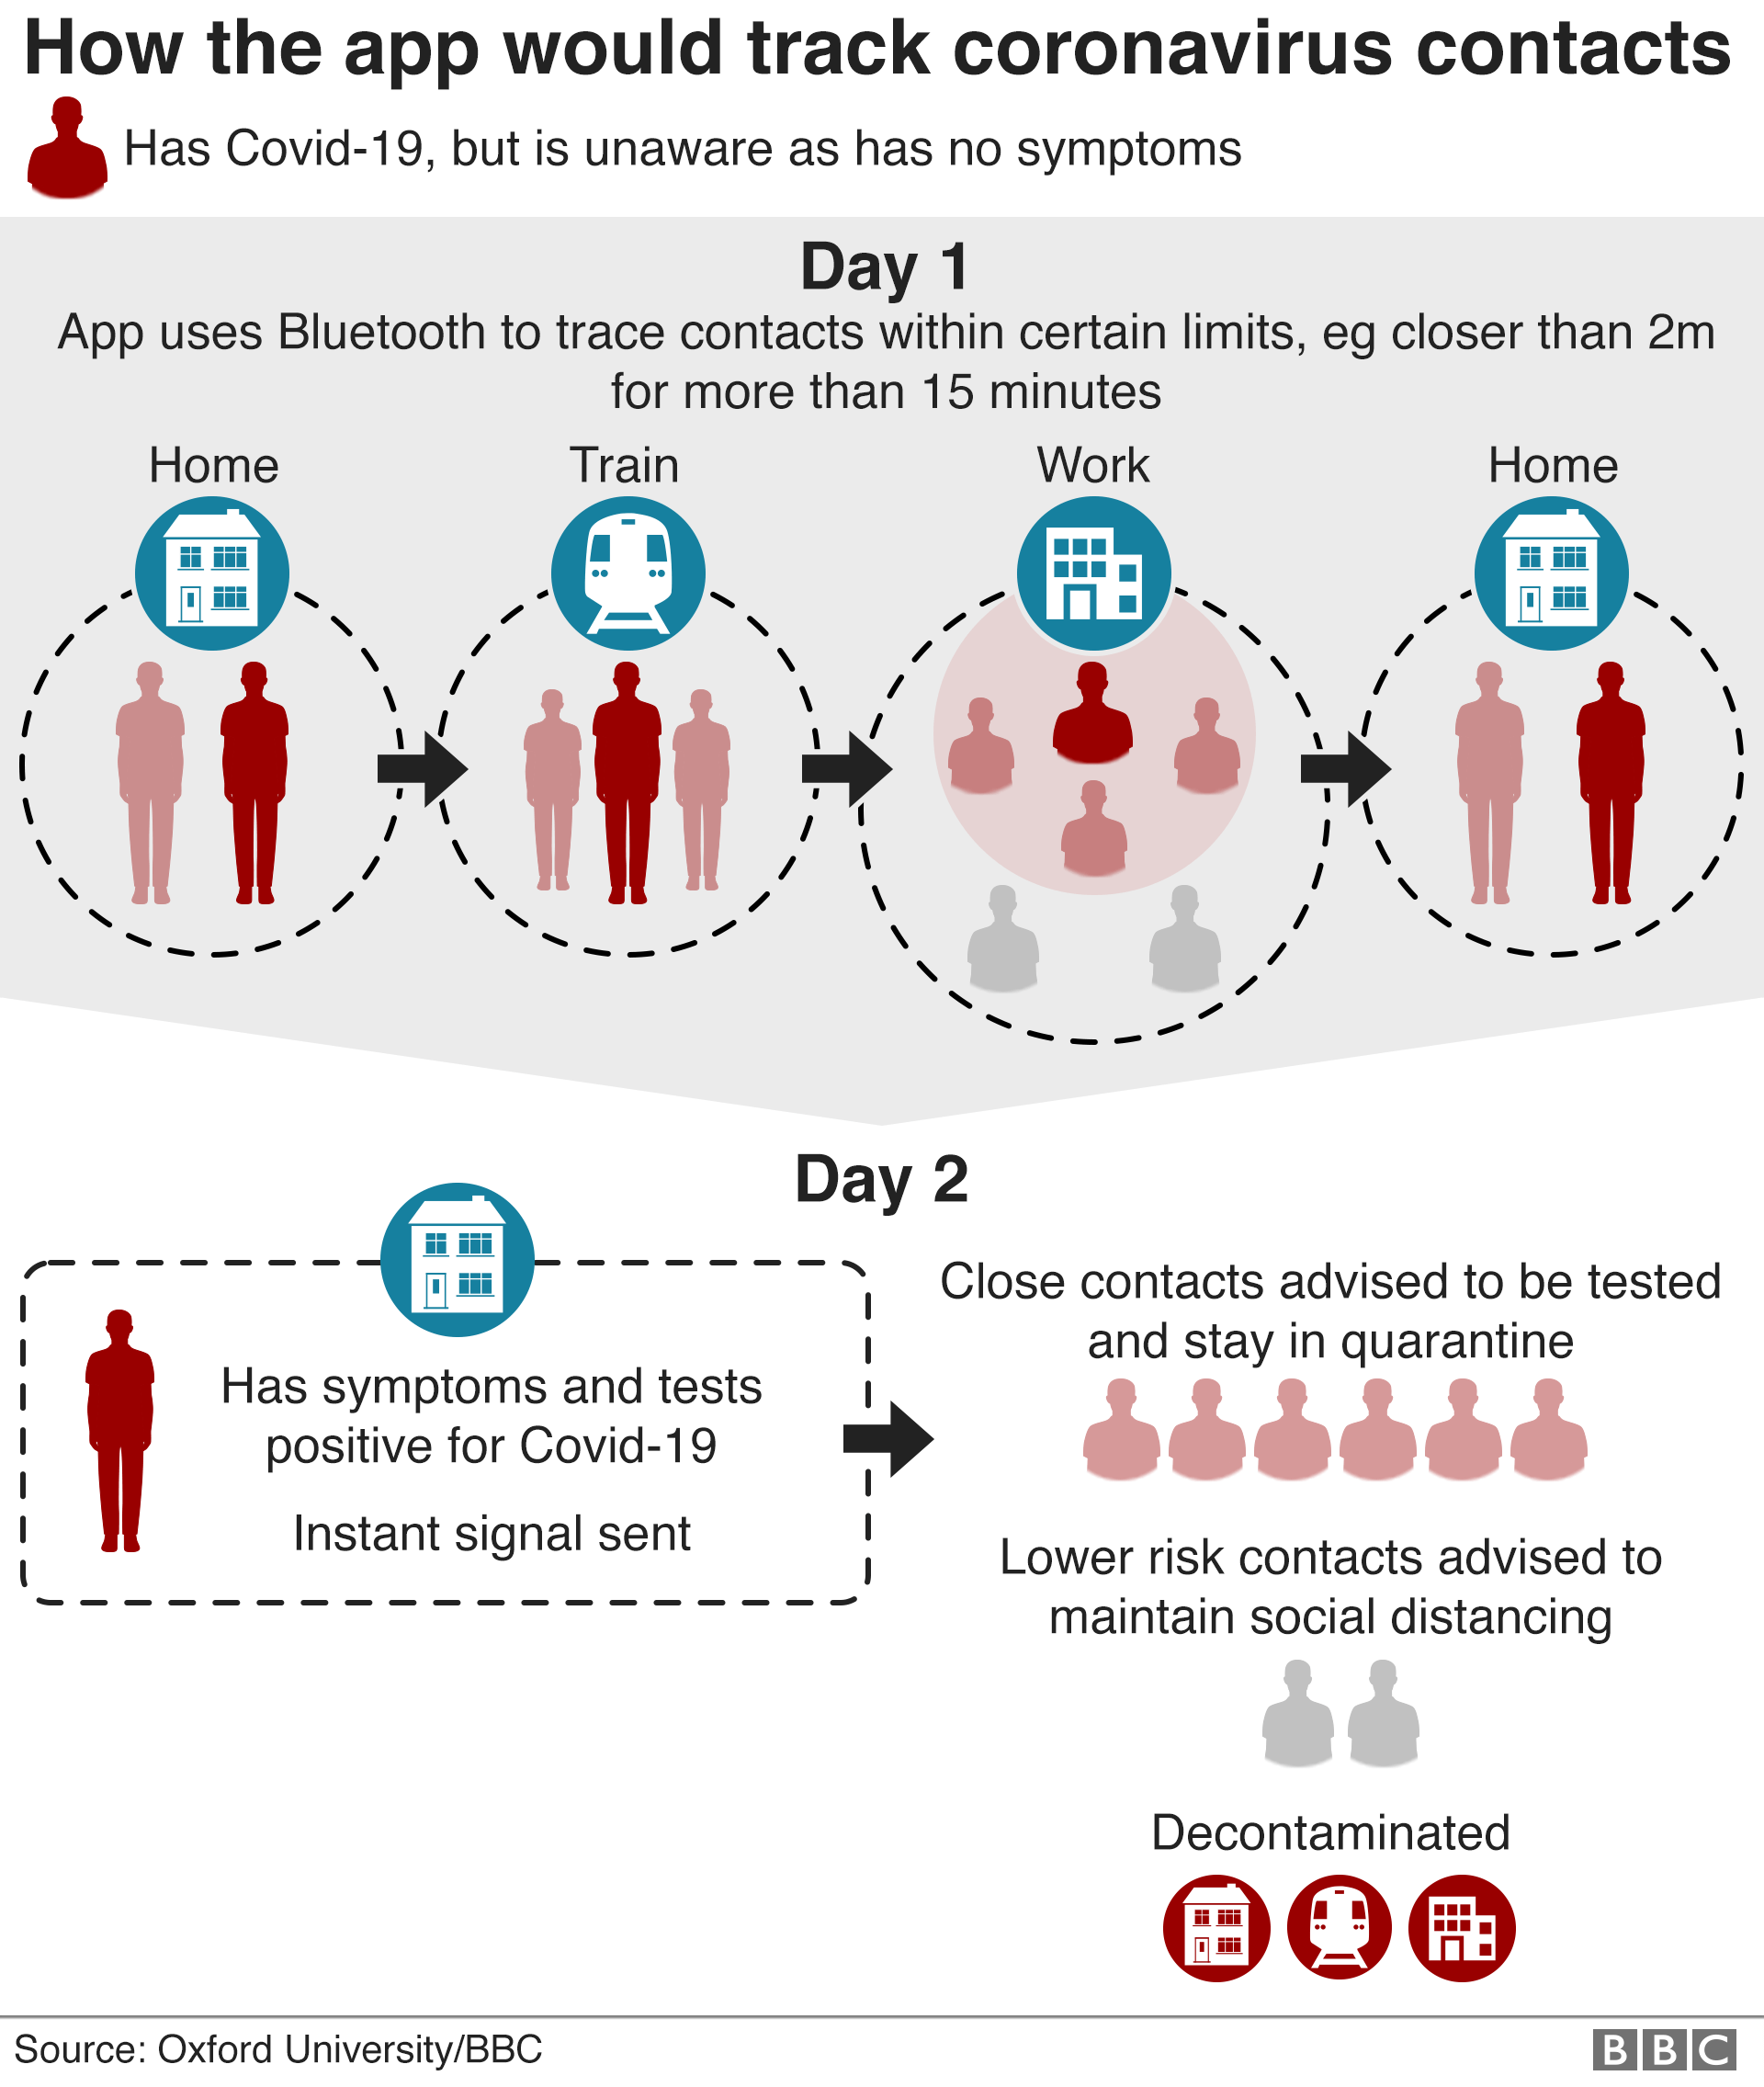 How the app would track coronavirus contacts
Has Covid-19, but is unaware as has no symptoms
Day 1
App uses Bluetooth to trace contacts within certain limits, eg closer than 2m
for more than 15 minutes
Home
Train
Work
Home
Day 2
Has symptoms and tests
positive for Covid-19
Instant signal sent
Close contacts advised to be tested
and stay in quarantine
Lower risk contacts advised to
maintain social distancing
Decontaminated
Source: Oxford University/BBC
BBC